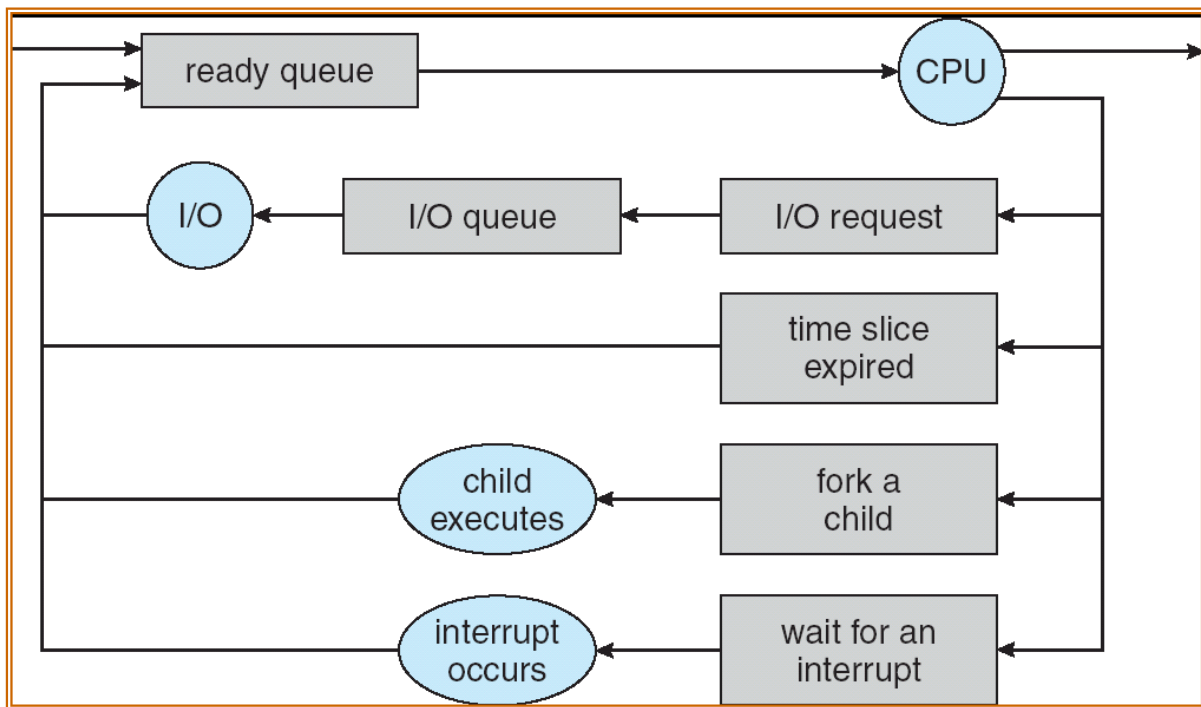 ready queue
CPU
I/O
I/O queue
I/O request
time slice
expired
child
executes
fork a
child
interrupt
occurs
wait for an
interrupt